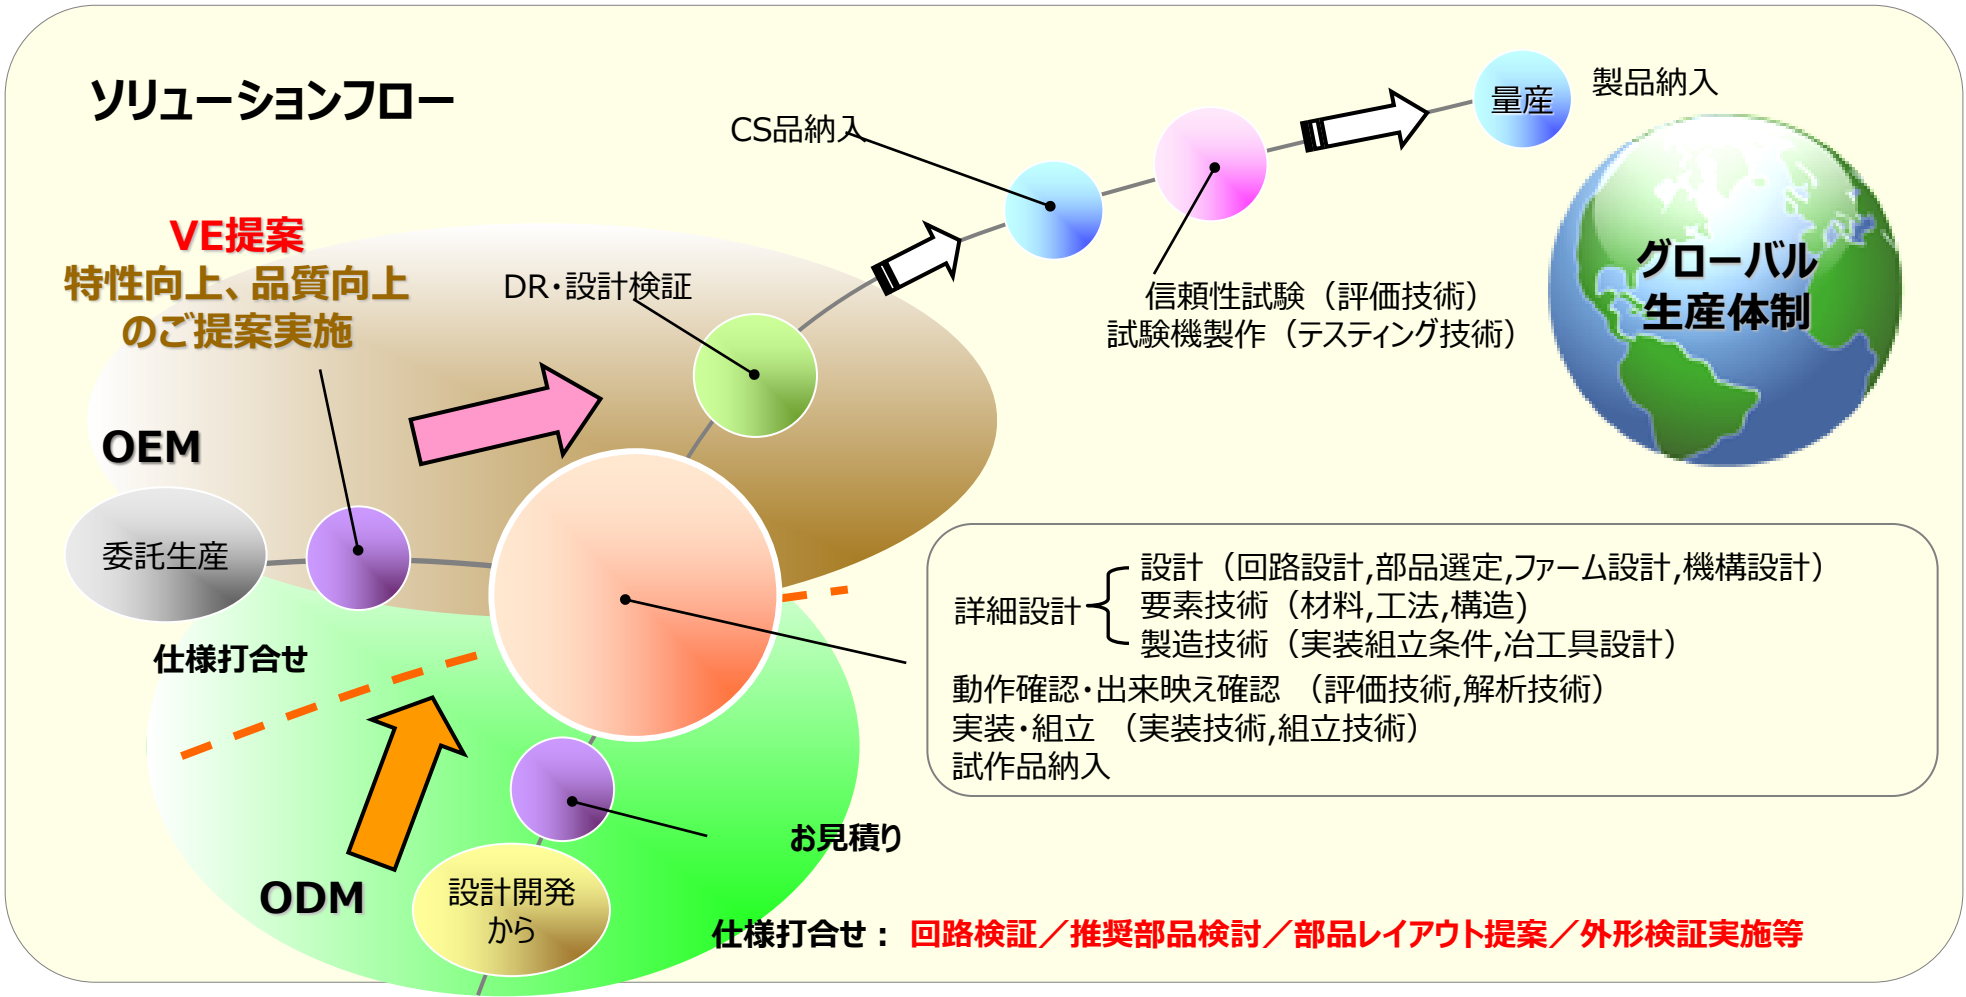 ソリューションフロー
CS品納入
量産
製品納入
VE提案
特性向上、品質向上
のご提案実施
DR・設計検証
信頼性試験（評価技術）
試験機製作（テスティング技術）
グローバル
生産体制
OEM
委託生産
仕様打合せ
詳細設計
設計（回路設計,部品選定,ファーム設計,機構設計）
要素技術（材料,工法,構造)
製造技術（実装組立条件,冶工具設計）
動作確認・出来映え確認 （評価技術,解析技術）
実装・組立 （実装技術,組立技術）
試作品納入
お見積り
ODM
設計開発
から
仕様打合せ： 回路検証／推奨部品検討／部品レイアウト提案／外形検証実施等